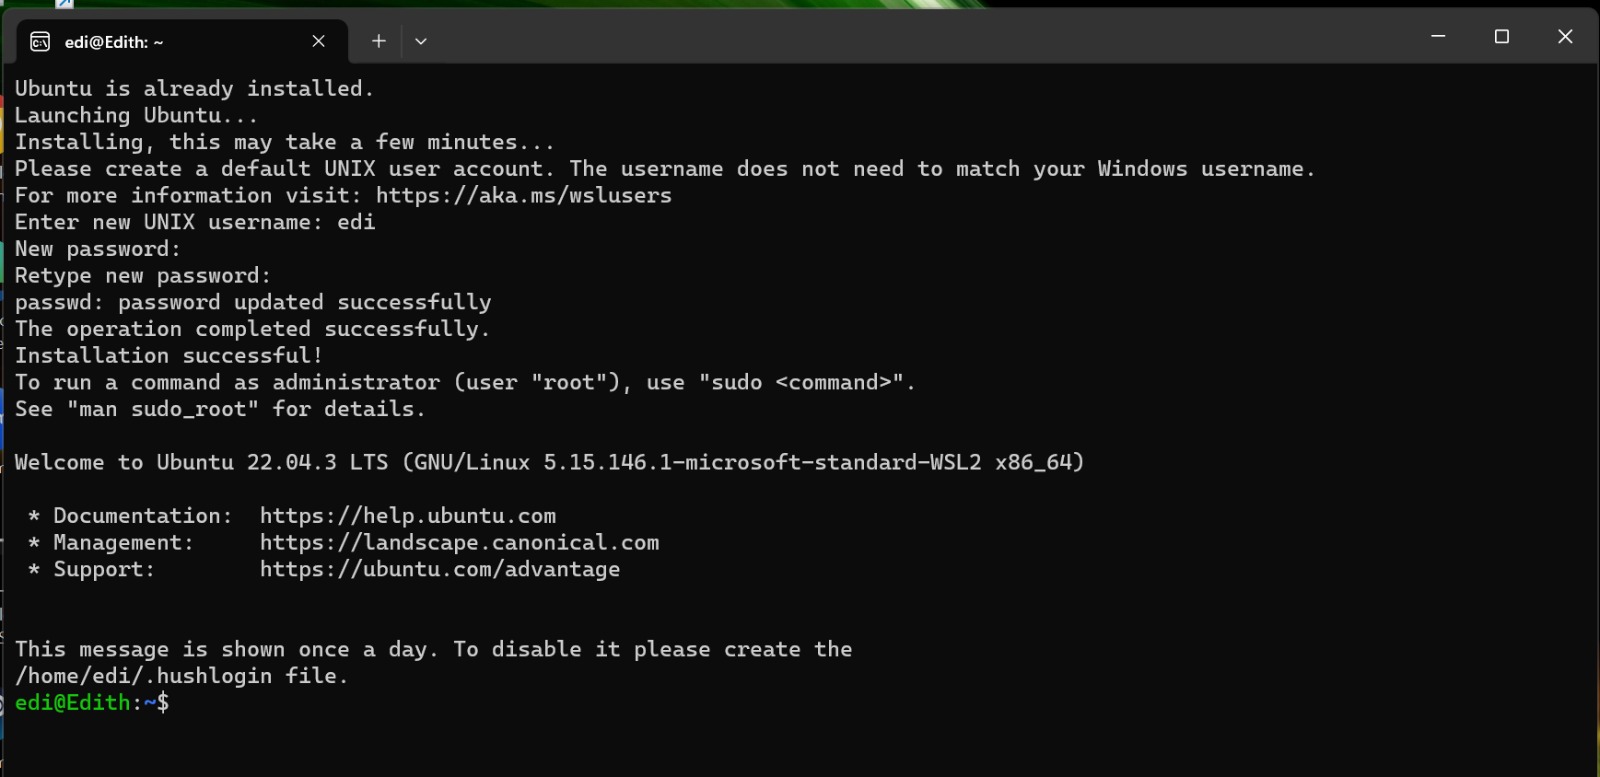 edi@Edith: ~
Ubuntu is already installed.
Launching Ubuntu...
Installing, this may take a few minutes...
Please create a default UNIX user account. The username does not need to match your Windows username.
For more information visit: https://aka.ms/wslusers
Enter new UNIX username: edi
New password:
Retype new password:
passwd: password updated successfully
The operation completed successfully.
Installation successful!
To run a command as administrator (user "root"), use "sudo <command>".
See "man sudo_root" for details.
Welcome to Ubuntu 22.04.3 LTS (GNU/Linux 5.15.146.1-microsoft-standard-WSL2 x86_64)
* Documentation:  https://help.ubuntu.com
* Management:     https://landscape.canonical.com
* Support:        https://ubuntu.com/advantage
This message is shown once a day. To disable it please create the
/home/edi/.hushlogin file.
edi@Edith:~$